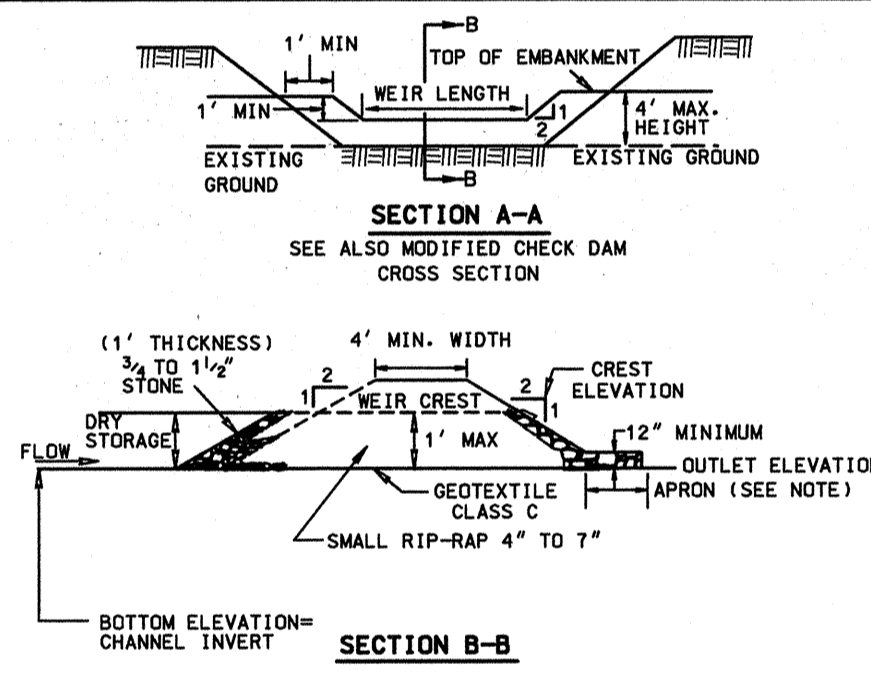 B
1' MIN
TOP OF EMBANKMENT
WEIR LENGTH
1' MIN
1
2
4' MAX.
HEIGHT
EXISTING
GROUND
EXISTING GROUND
B
SECTION A-A
SEE ALSO MODIFIED CHECK DAM
CROSS SECTION
(1' THICKNESS)
3/4 TO 1 1/2"
STONE
4' MIN. WIDTH
2
1
2
1
CREST
ELEVATION
WEIR CREST
DRY
STORAGE
FLOW
1' MAX
12" MINIMUM
OUTLET ELEVATION
APRON (SEE NOTE)
GEOTEXTILE
CLASS C
SMALL RIP-RAP 4" TO 7"
BOTTOM ELEVATION=
CHANNEL INVERT
SECTION B-B